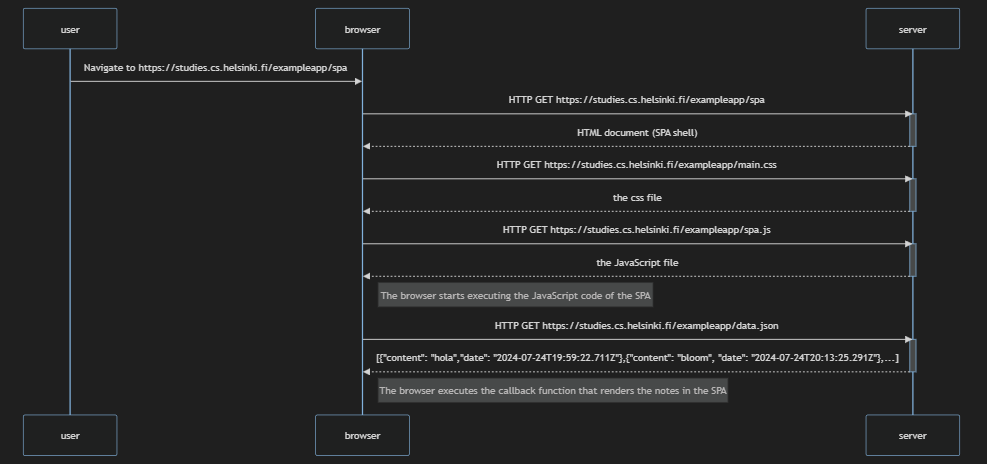 user browser server
Navigate to https://studies.cs.helsinki.fi/exampleapp/spa
HTTP GET https://studies.cs.helsinki.fi/exampleapp/spa
HTML document (SPA shell)
HTTP GET https://studies.cs.helsinki.fi/exampleapp/main.css
the css file
HTTP GET https://studies.cs.helsinki.fi/exampleapp/spa.js
the JavaScript file
The browser starts executing the JavaScript code of the SPA
HTTP GET https://studies.cs.helsinki.fi/exampleapp/data.json
[{"content": "hola","date": "2024-07-24T19:59:22.711Z"},{"content": "bloom", "date": "2024-07-24T20:13:25.291Z"},...]
The browser executes the callback function that renders the notes in the SPA
user browser server